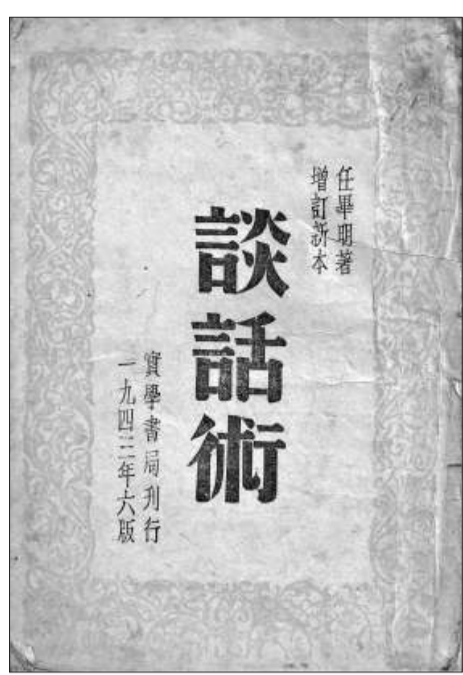 任畢明著
增訂新本
談話術
實學書局刊行
一九四三年六版